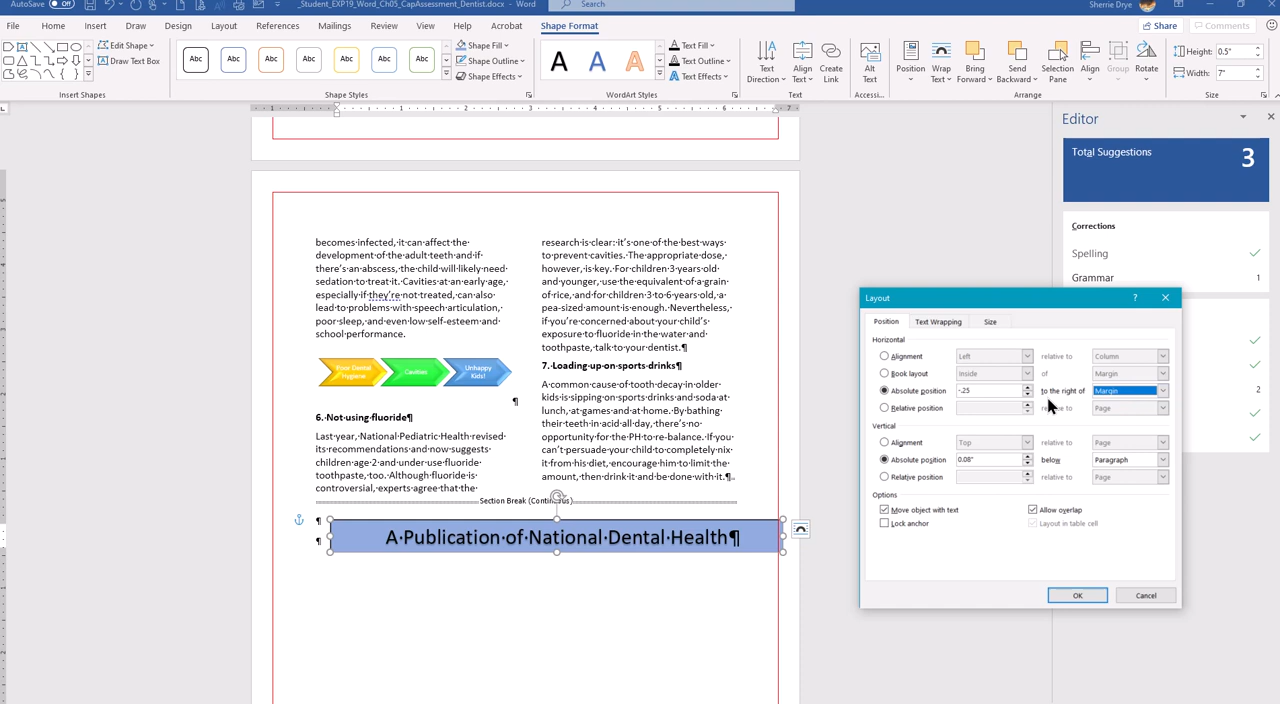 AutoSave Off
_Student_EXP19_Word_Ch05_CapAssessment_Dentist.docx - Word
Search
Sherrie Drye
File Home Insert Draw Design Layout References Mailings Review View Help Acrobat Shape Format
Share Comments
Edit Shape
Draw Text Box
Insert Shapes
Abc Abc Abc Abc Abc Abc
Shape Fill
Shape Outline
Shape Effects
Shape Styles
A A A
Text Fill
Text Outline
Text Effects
WordArt Styles
Text Direction
Align Text
Create Link
Text
Alt Text
Accessi...
Position
Wrap Text
Bring Forward
Send Backward
Selection Pane
Align
Group
Rotate
Arrange
Height: 0.5"
Width: 7"
Size
1 1 2 3 4 5 6 7
Editor
Total Suggestions
3
Corrections
Spelling
Grammar 1
2
becomes·infected,·it·can·affect·the·
development·of·the·adult·teeth·and·if·
there's·an·abscess,·the·child·will·likely·need·
sedation·to·treat·it.·Cavities·at·an·early·age,·
especially·if·they're·not·treated,·can·also·
lead·to·problems·with·speech·articulation,·
poor·sleep,·and·even·low·self-esteem·and·
school·performance.
Poor Dental Hygiene
Cavities
Unhappy Kids!
¶
6.·Not·using·fluoride¶
Last·year,·National·Pediatric·Health·revised·
its·recommendations·and·now·suggests·
children·age·2·and·under·use·fluoride·
toothpaste,·too.·Although·fluoride·is·
controversial,·experts·agree·that·the·
research·is·clear:·it's·one·of·the·best·ways·
to·prevent·cavities.·The·appropriate·dose,·
however,·is·key.·For·children·3·years·old·
and·younger,·use·the·equivalent·of·a·grain·
of·rice,·and·for·children·3·to·6·years·old,·a·
pea-sized·amount·is·enough.·Nevertheless,·
if·you're·concerned·about·your·child's·
exposure·to·fluoride·in·the·water·and·
toothpaste,·talk·to·your·dentist.¶
7.·Loading·up·on·sports·drinks¶
A·common·cause·of·tooth·decay·in·older·
kids·is·sipping·on·sports·drinks·and·soda·at·
lunch,·at·games·and·at·home.·By·bathing·
their·teeth·in·acid·all·day,·there's·no·
opportunity·for·the·PH·to·re-balance.·If·you·
can't·persuade·your·child·to·completely·nix·
it·from·his·diet,·encourage·him·to·limit·the·
amount,·then·drink·it·and·be·done·with·it.¶
Section Break (Continuous)
¶
¶
A·Publication·of·National·Dental·Health¶
Layout
?
Position Text Wrapping Size
Horizontal
Alignment Left relative to Column
Book layout Inside of Margin
Absolute position -.25 to the right of Margin
Relative position relative to Page
Vertical
Alignment Top relative to Page
Absolute position 0.08" below Paragraph
Relative position relative to Page
Options
Move object with text
Allow overlap
Lock anchor
Layout in table cell
OK
Cancel